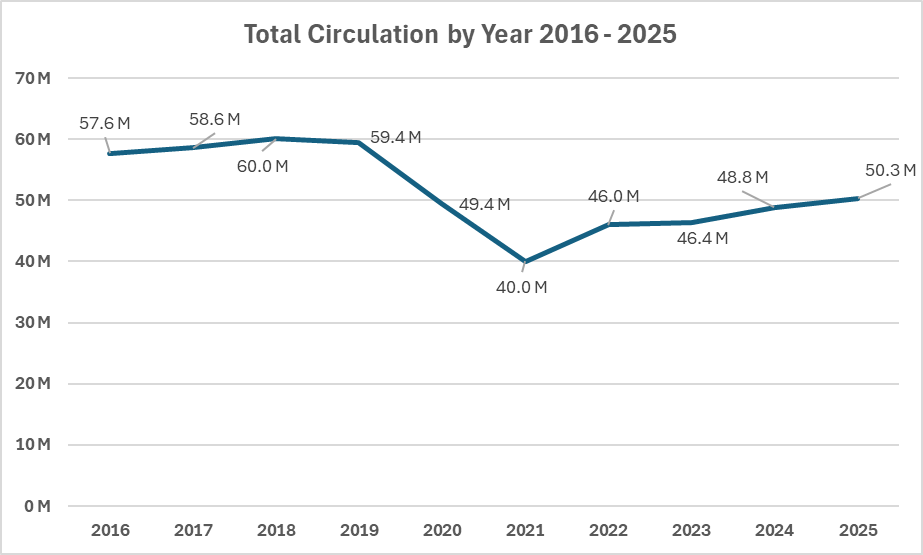 Total Circulation by Year 2016 - 2025
70 M
60 M
50 M
40 M
30 M
20 M
10 M
0 M
57.6 M
58.6 M
60.0 M
59.4 M
49.4 M
40.0 M
46.0 M
46.4 M
48.8 M
50.3 M
2016 2017 2018 2019 2020 2021 2022 2023 2024 2025